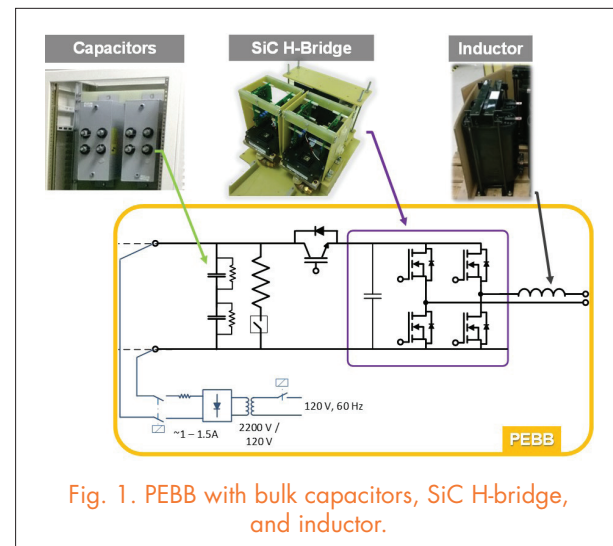 Capacitors
SiC H-Bridge
Inductor
120 V, 60 Hz
~1 – 1.5A
2200 V /
120 V
PEBB
Fig. 1. PEBB with bulk capacitors, SiC H-bridge,
and inductor.